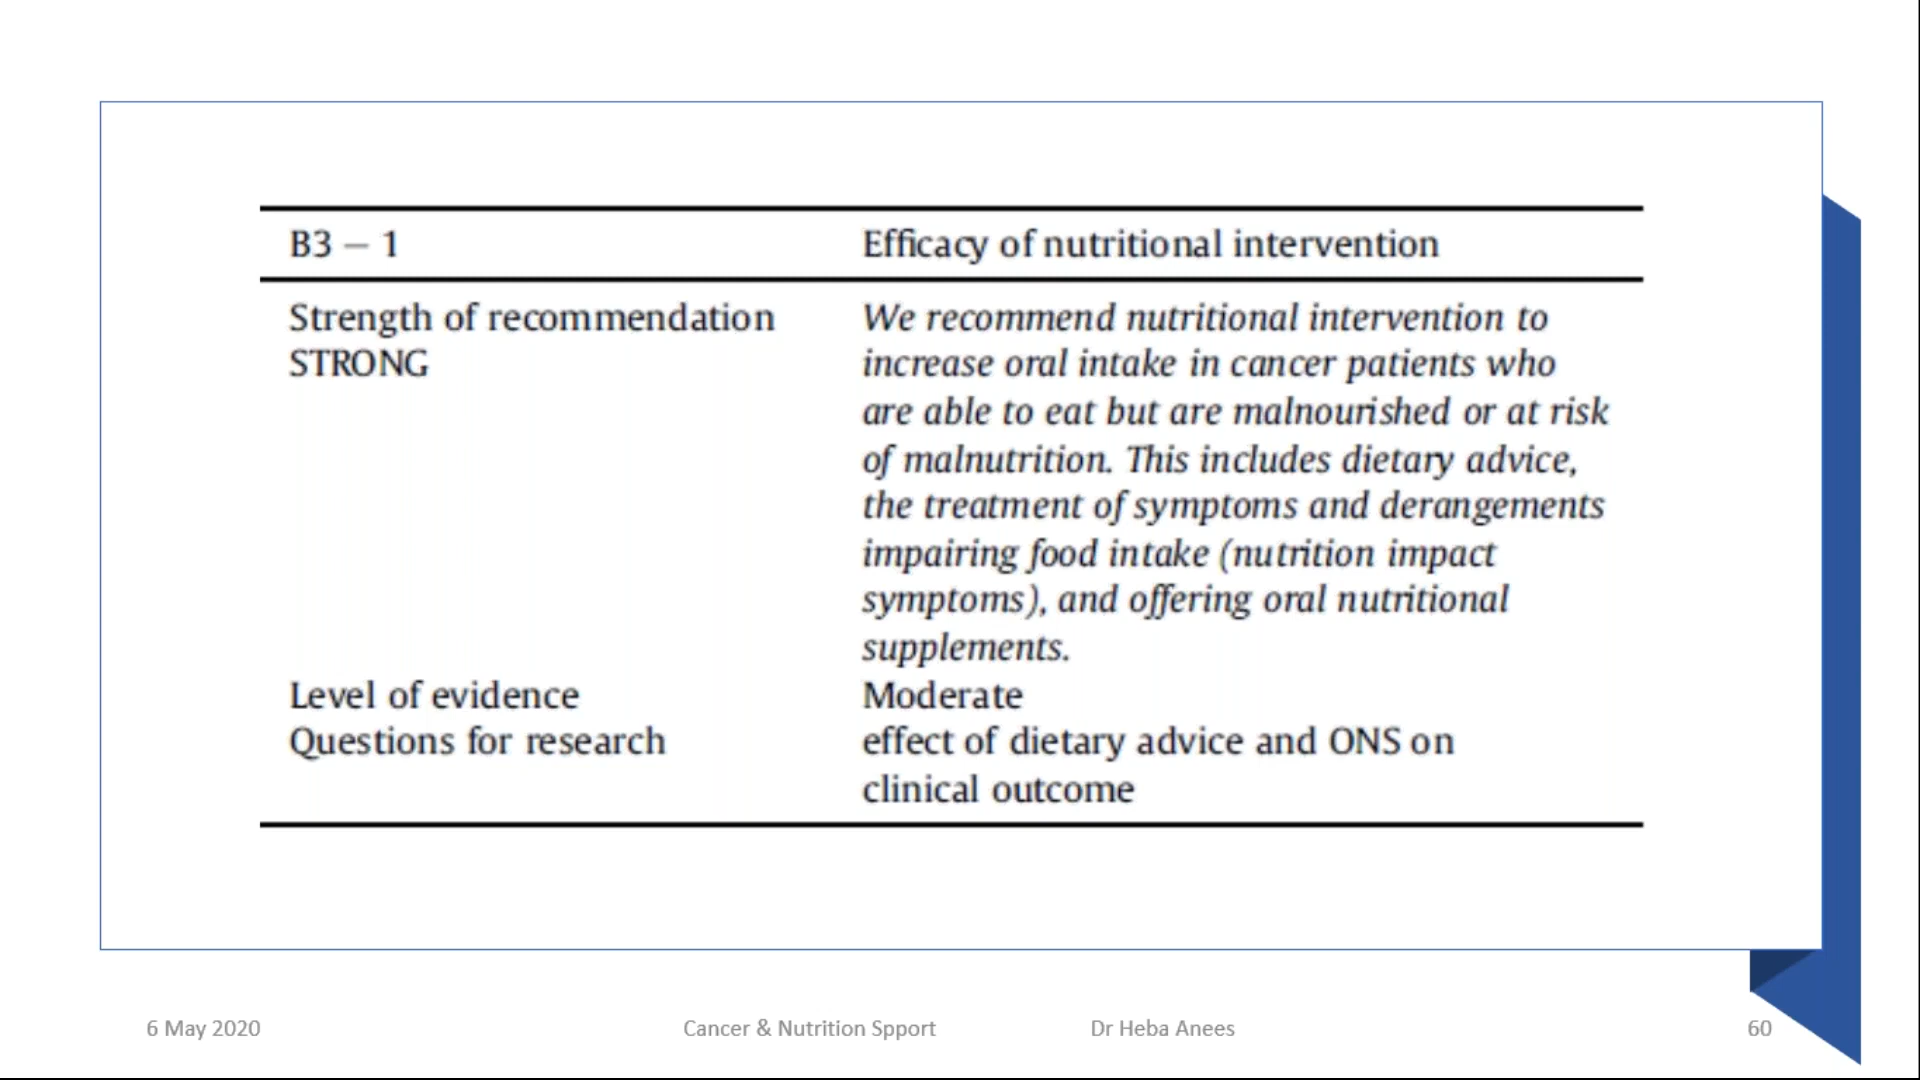 B3 – 1
Efficacy of nutritional intervention
Strength of recommendation
STRONG
We recommend nutritional intervention to
increase oral intake in cancer patients who
are able to eat but are malnourished or at risk
of malnutrition. This includes dietary advice,
the treatment of symptoms and derangements
impairing food intake (nutrition impact
symptoms), and offering oral nutritional
supplements.
Level of evidence
Moderate
Questions for research
effect of dietary advice and ONS on
clinical outcome
6 May 2020
Cancer & Nutrition Spport
Dr Heba Anees
60